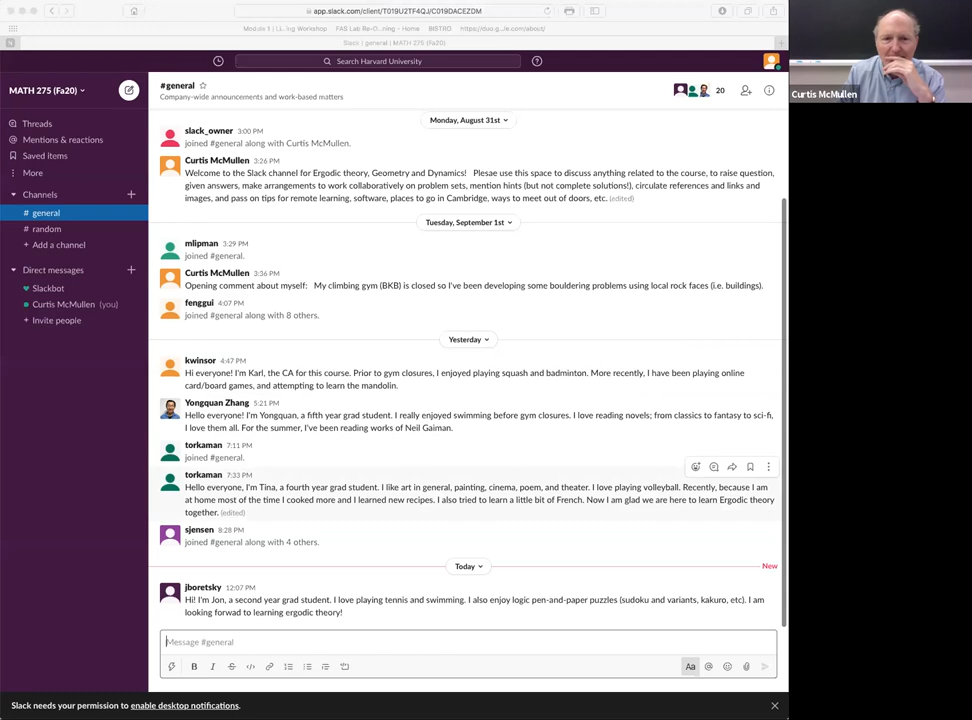 app.slack.com/client/T019U2TF4QJ/C019DACEZDM
FAS Lab Re-O...ning - Home
BISTRO
Slack | general | MATH 275 (Fa20)
Search Harvard University
MATH 275 (Fa20)
Threads
Mentions & reactions
Saved items
More
Channels
# general
# random
+ Add a channel
Direct messages
Slackbot
Curtis McMullen (you)
+ Invite people
#general
Company-wide announcements and work-based matters
20
Monday, August 31st
slack_owner 3:00 PM
joined #general along with Curtis McMullen.
Curtis McMullen 3:26 PM
Welcome to the Slack channel for Ergodic theory, Geometry and Dynamics! Plesae use this space to discuss anything related to the course, to raise question,
given answers, make arrangements to work collaboratively on problem sets, mention hints (but not complete solutions!), circulate references and links and
images, and pass on tips for remote learning, software, places to go in Cambridge, ways to meet out of doors, etc. (edited)
Tuesday, September 1st
mlipman 3:29 PM
joined #general.
Curtis McMullen 3:36 PM
Opening comment about myself: My climbing gym (BKB) is closed so I've been developing some bouldering problems using local rock faces (i.e. buildings).
fenggui 4:07 PM
joined #general along with 8 others.
Yesterday
kwinsor 4:47 PM
Hi everyone! I'm Karl, the CA for this course. Prior to gym closures, I enjoyed playing squash and badminton. More recently, I have been playing online
card/board games, and attempting to learn the mandolin.
Yongquan Zhang 5:21 PM
Hello everyone! I'm Yongquan, a fifth year grad student. I really enjoyed swimming before gym closures. I love reading novels; from classics to fantasy to sci-fi,
I love them all. For the summer, I've been reading works of Neil Gaiman.
torkaman 7:11 PM
joined #general.
torkaman 7:33 PM
Hello everyone, I'm Tina, a fourth year grad student. I like art in general, painting, cinema, poem, and theater. I love playing volleyball. Recently, because I am
at home most of the time I cooked more and I learned new recipes. I also tried to learn a little bit of French. Now I am glad we are here to learn Ergodic theory
together. (edited)
sjensen 8:28 PM
joined #general along with 4 others.
Today
New
jboretsky 12:07 PM
Hi! I'm Jon, a second year grad student. I love playing tennis and swimming. I also enjoy logic pen-and-paper puzzles (sudoku and variants, kakuro, etc). I am
looking forwad to learning ergodic theory!
Message #general
B I S Aa @
Slack needs your permission to enable desktop notifications.
Curtis McMullen